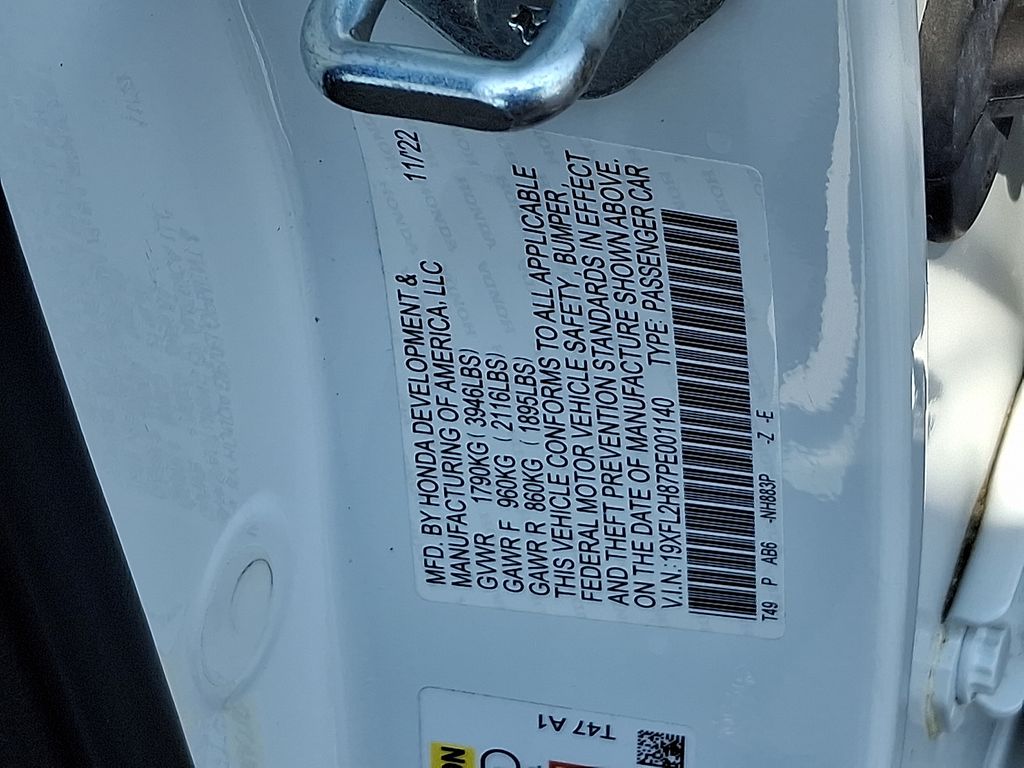 MFD. BY HONDA DEVELOPMENT & 11/'22
MANUFACTURING OF AMERICA, LLC
GVWR 1790KG (3946LBS)
GAWR F 960KG (2116LBS)
GAWR R 860KG (1895LBS)
THIS VEHICLE CONFORMS TO ALL APPLICABLE
FEDERAL MOTOR VEHICLE SAFETY, BUMPER,
AND THEFT PREVENTION STANDARDS IN EFFECT
ON THE DATE OF MANUFACTURE SHOWN ABOVE.
V.I.N.:19XFL2H87PE001140 TYPE: PASSENGER CAR
T49 P AB6 -NH883P -Z -E
T47 A1